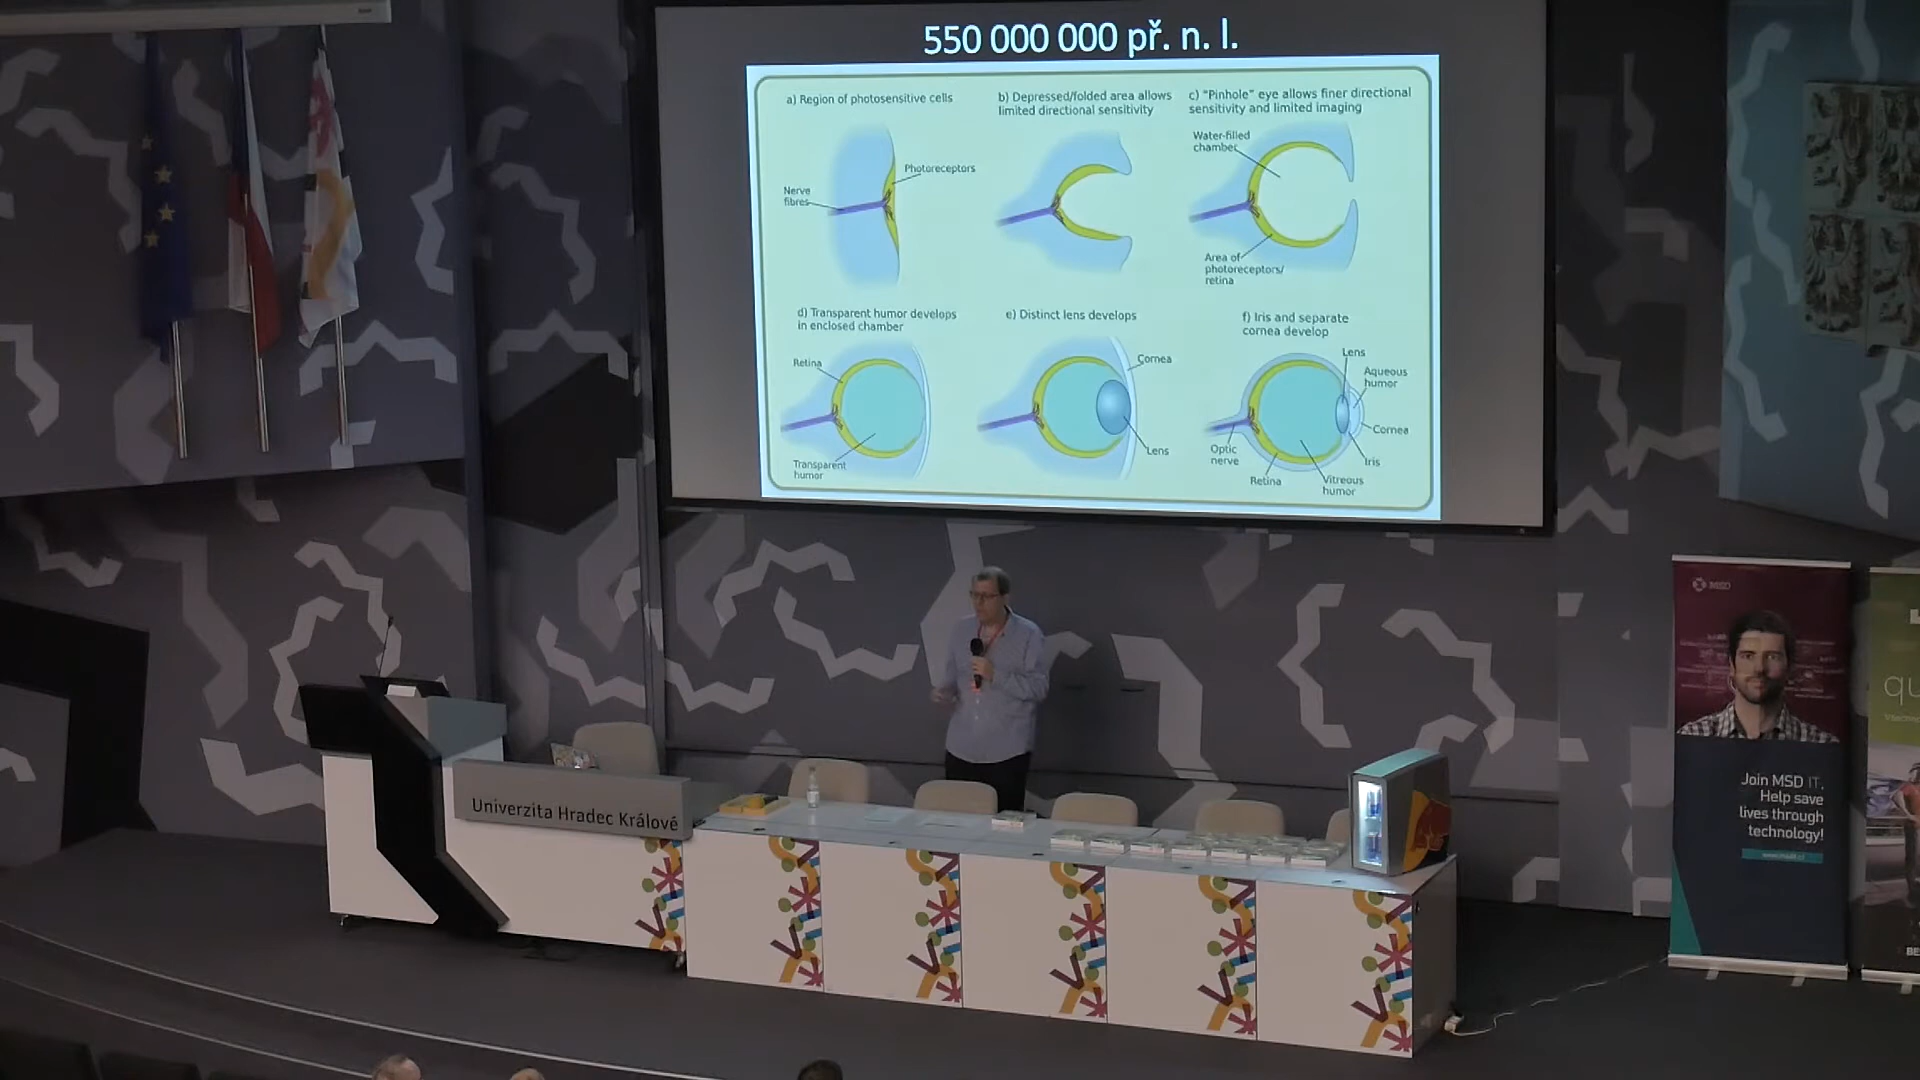 550 000 000 př. n. l.
a) Region of photosensitive cells
Photoreceptors
Nerve
fibres
b) Depressed/folded area allows
limited directional sensitivity
c) "Pinhole" eye allows finer directional
sensitivity and limited imaging
Water-filled
chamber
Area of
photoreceptors/
retina
d) Transparent humor develops
in enclosed chamber
Retina
Transparent
humor
e) Distinct lens develops
Cornea
Lens
f) Iris and separate
cornea develop
Lens
Aqueous
humor
Cornea
Iris
Optic
nerve
Retina
Vitreous
humor
Univerzita Hradec Králové
MSD
Join MSD IT.
Help save
lives through
technology!
qu